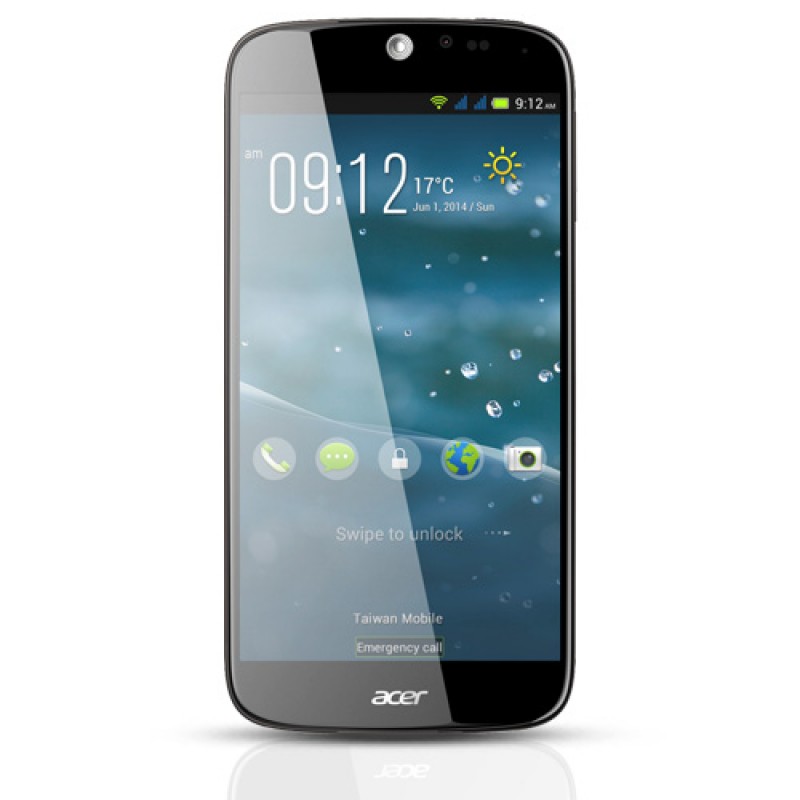 9:12 AM
am
09:12
17°C
Jun 1, 2014 / Sun
Swipe to unlock
Taiwan Mobile
Emergency call
acer